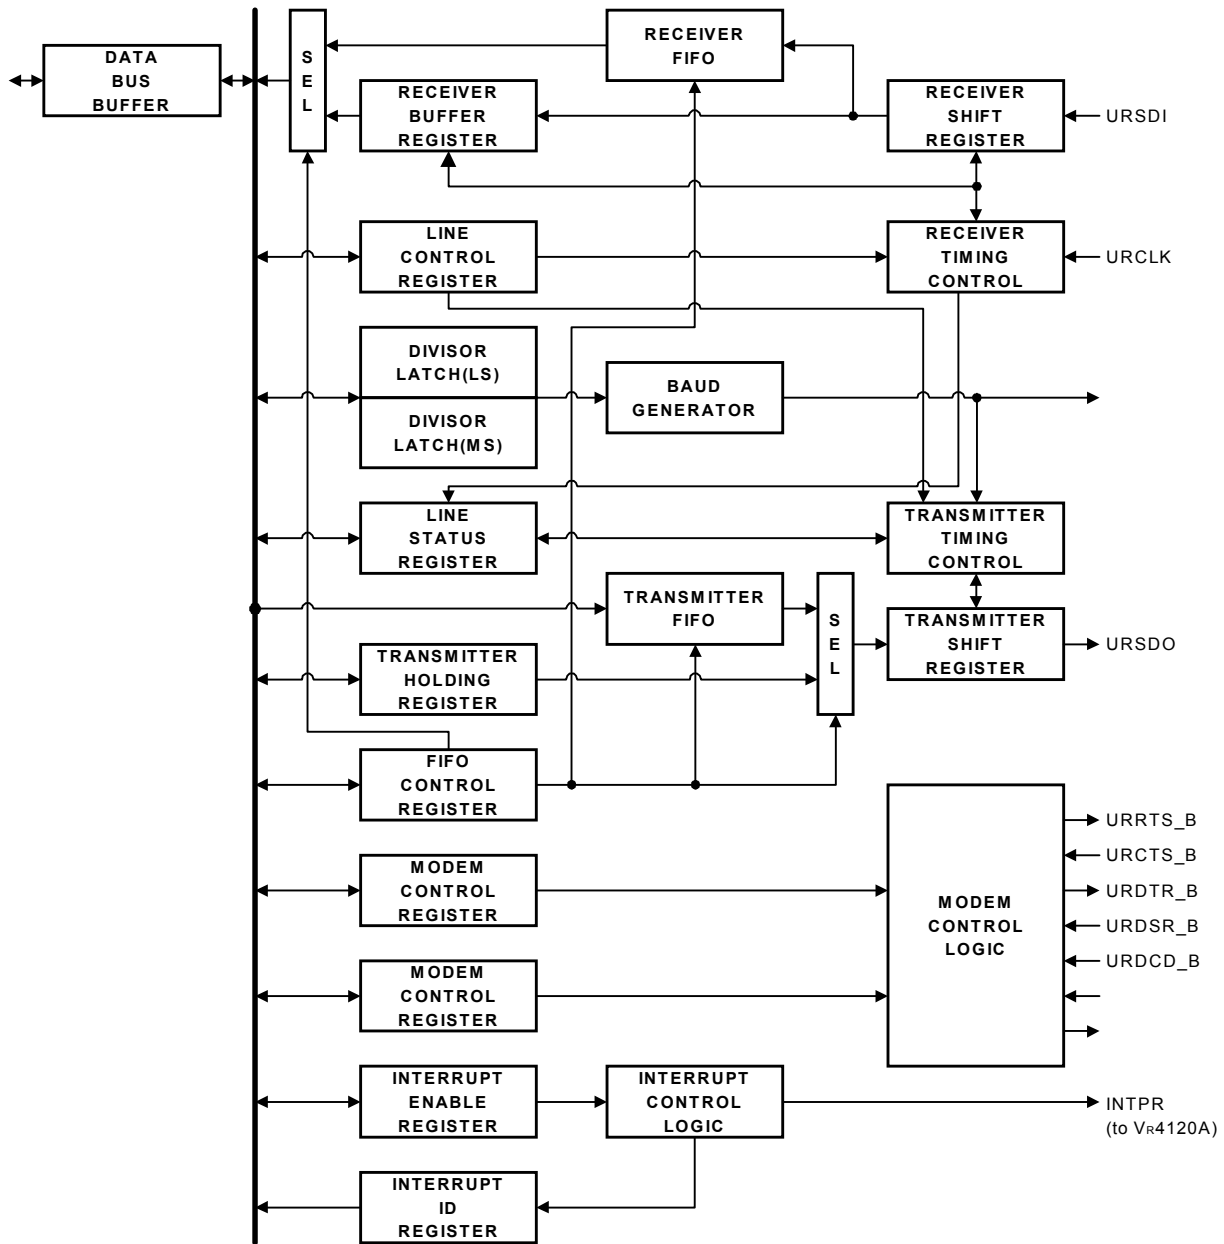 DATA
BUS
BUFFER
S
E
L
RECEIVER
FIFO
RECEIVER
BUFFER
REGISTER
RECEIVER
SHIFT
REGISTER
URSDI
LINE
CONTROL
REGISTER
RECEIVER
TIMING
CONTROL
URCLK
DIVISOR
LATCH(LS)
DIVISOR
LATCH(MS)
BAUD
GENERATOR
LINE
STATUS
REGISTER
TRANSMITTER
TIMING
CONTROL
TRANSMITTER
FIFO
S
E
L
TRANSMITTER
SHIFT
REGISTER
URSDO
TRANSMITTER
HOLDING
REGISTER
FIFO
CONTROL
REGISTER
MODEM
CONTROL
REGISTER
MODEM
CONTROL
REGISTER
MODEM
CONTROL
LOGIC
URRTS_B
URCTS_B
URDTR_B
URDSR_B
URDCD_B
INTERRUPT
ENABLE
REGISTER
INTERRUPT
CONTROL
LOGIC
INTPR
(to VR4120A)
INTERRUPT
ID
REGISTER